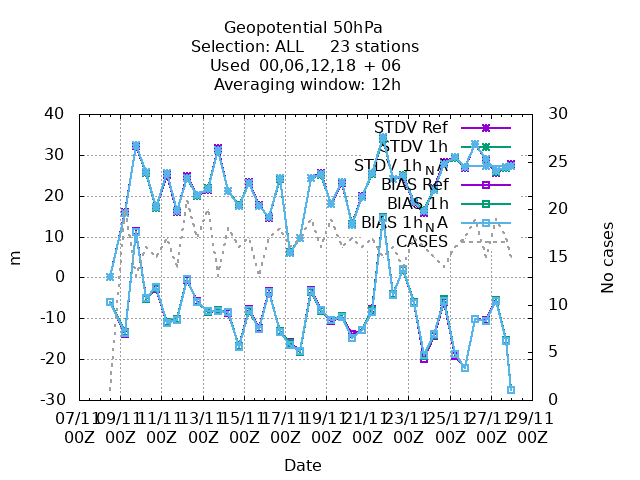 Geopotential 50hPa
Selection: ALL     23 stations
Used  00,06,12,18 + 06
Averaging window: 12h
STDV Ref
STDV 1h
STDV 1h_NA
BIAS Ref
BIAS 1h
BIAS 1h_NA
CASES
40
30
20
10
0
-10
-20
-30
m
30
25
20
15
10
5
0
No cases
07/11 09/11 11/11 13/11 15/11 17/11 19/11 21/11 23/11 25/11 27/11 29/11
00Z 00Z 00Z 00Z 00Z 00Z 00Z 00Z 00Z 00Z 00Z 00Z
Date